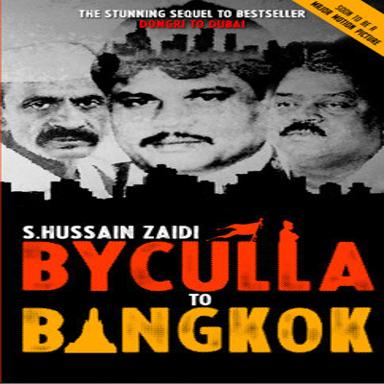 THE STUNNING SEQUEL TO BESTSELLER
DONGRI TO DUBAI
SOON TO BE A
MAJOR MOTION PICTURE
S.HUSSAIN ZAIDI
BYCULLA
TO
BANGKOK